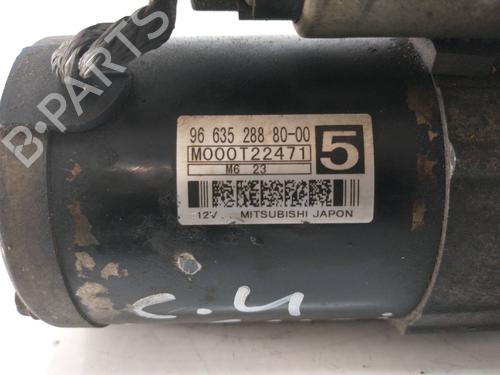 B-PARTS
96 635 288 80-00
M000T22471
5
M6 23
12V MITSUBISHI JAPON
C.4